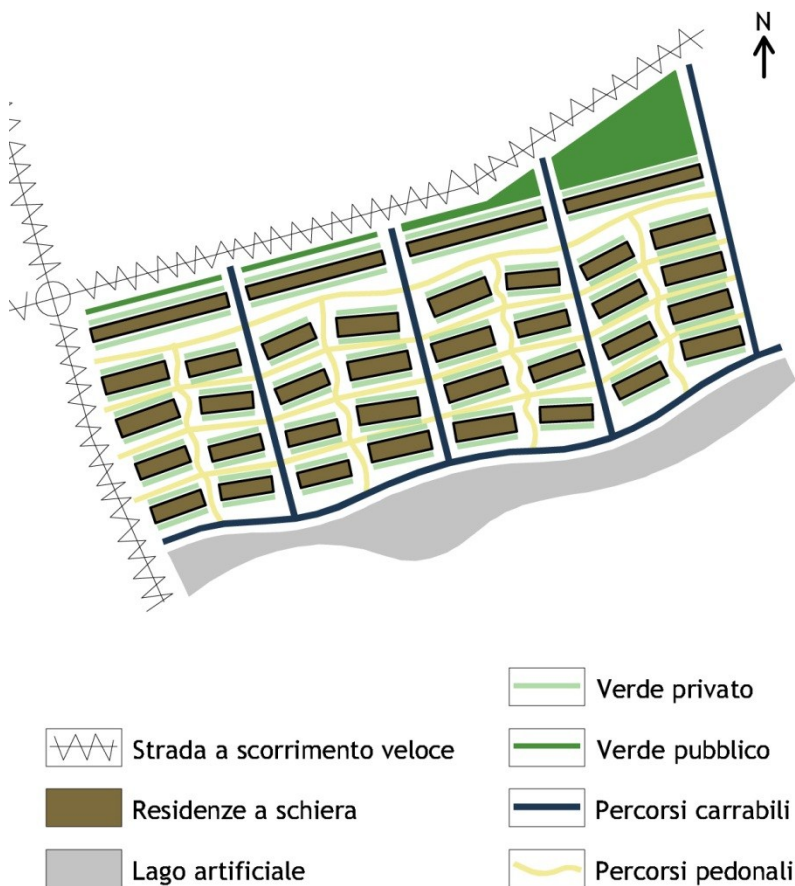 N
Verde privato
Strada a scorrimento veloce
Verde pubblico
Residenze a schiera
Percorsi carrabili
Lago artificiale
Percorsi pedonali